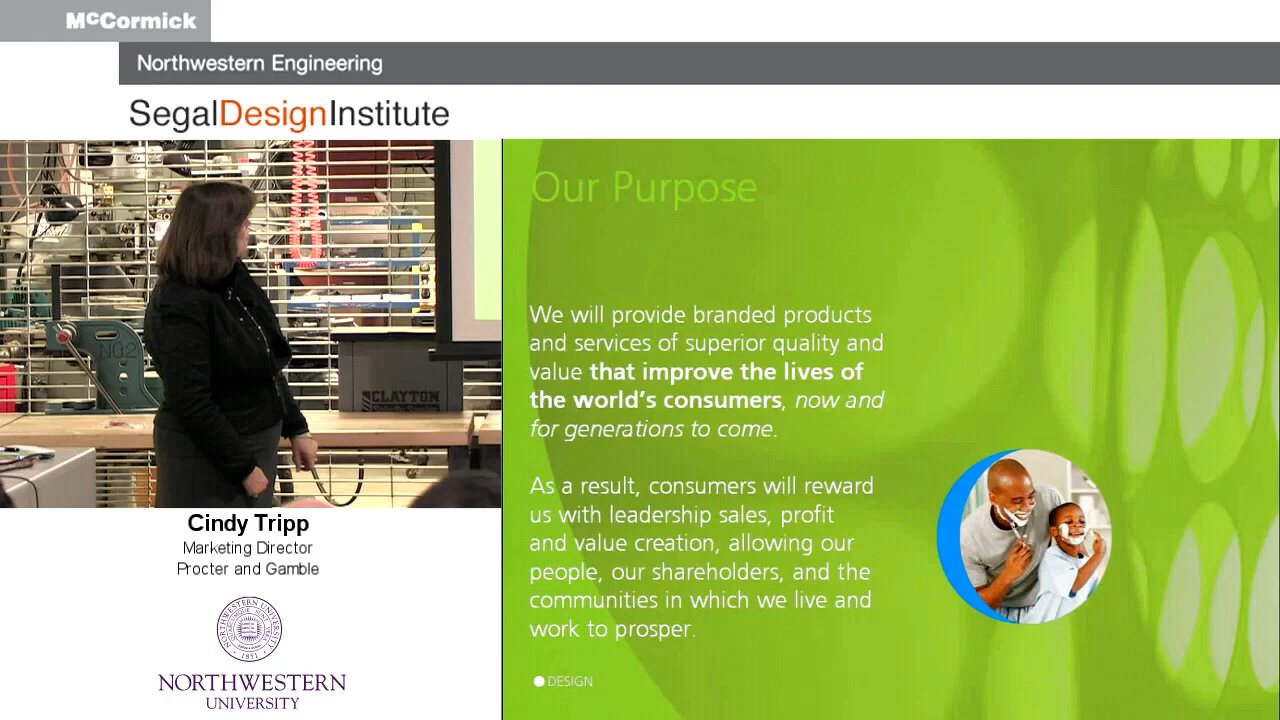 McCormick
Northwestern Engineering
SegalDesignInstitute
NO.2
CLAYTON
Our Purpose
We will provide branded products
and services of superior quality and
value that improve the lives of
the world's consumers, now and
for generations to come.
As a result, consumers will reward
us with leadership sales, profit
and value creation, allowing our
people, our shareholders, and the
communities in which we live and
work to prosper.
DESIGN
Cindy Tripp
Marketing Director
Procter and Gamble
NORTHWESTERN
UNIVERSITY